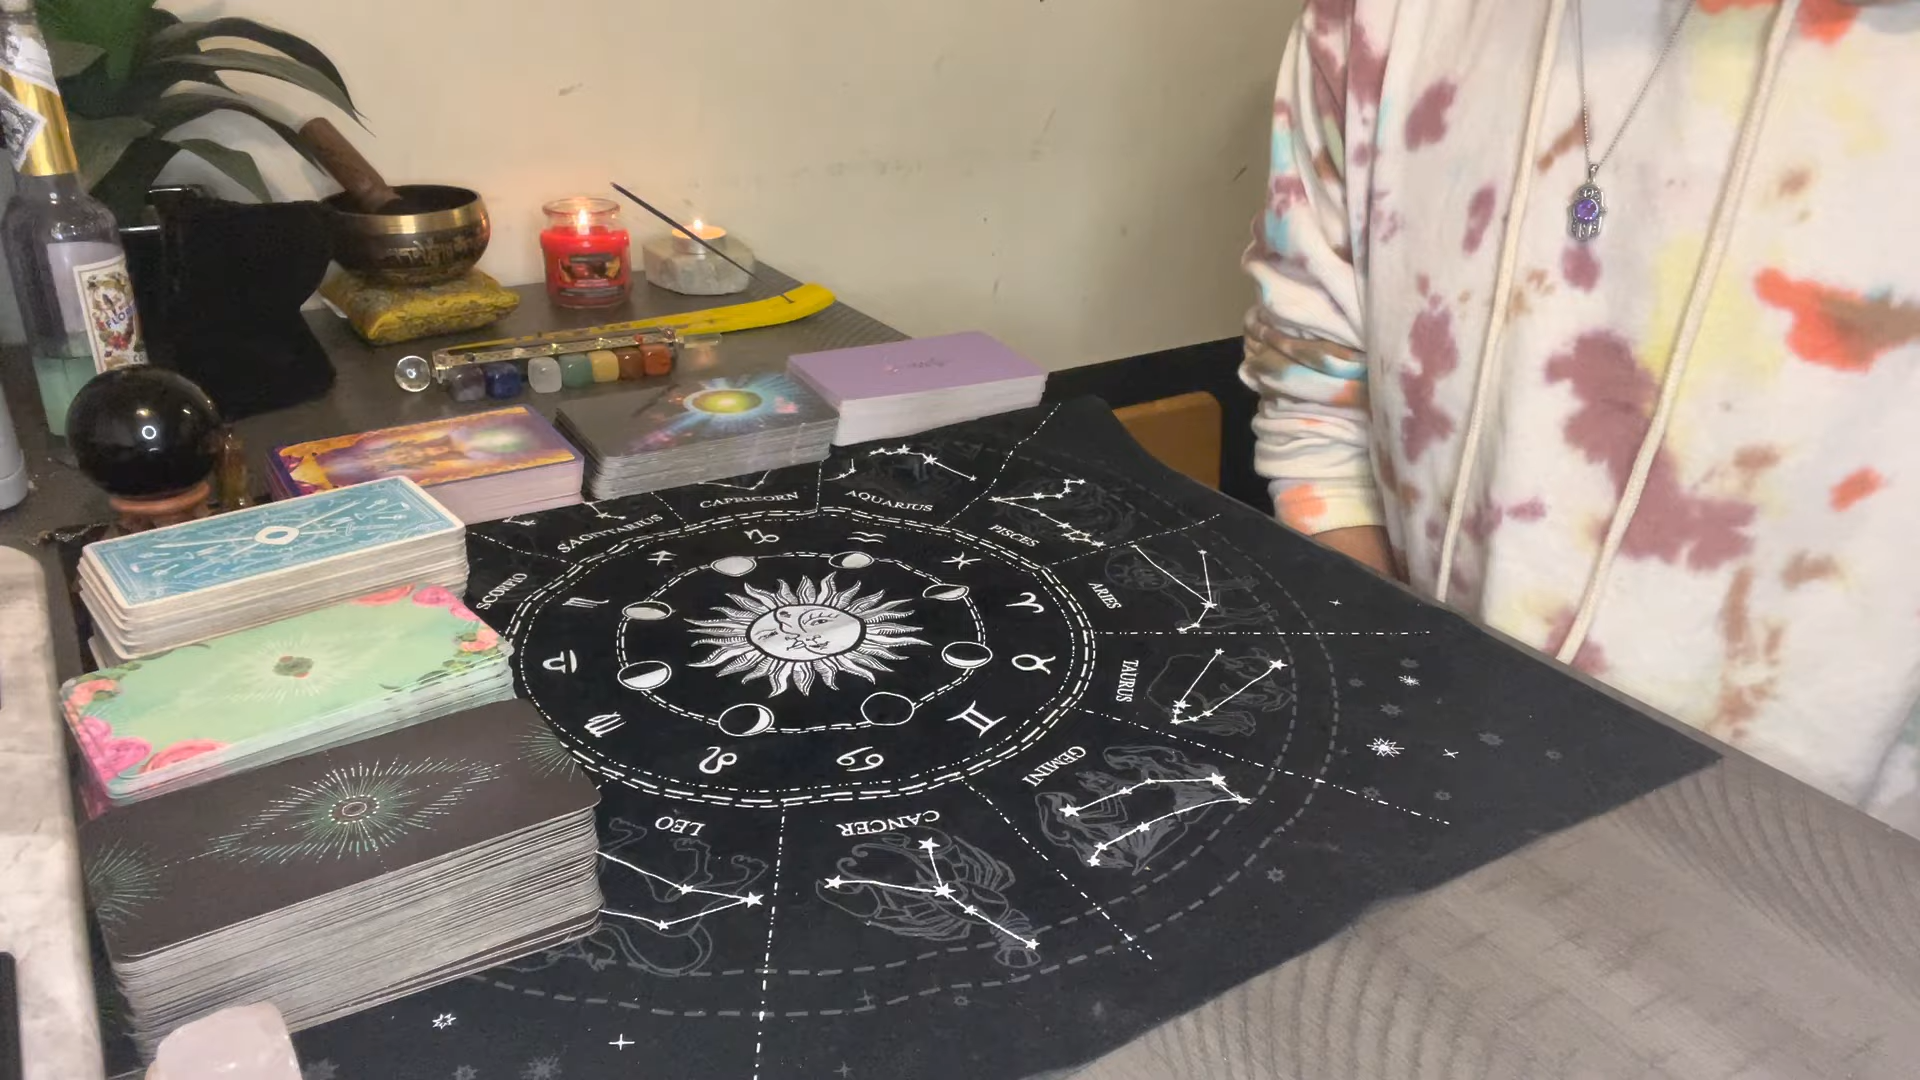 CAPRICORN
AQUARIUS
PISCES
SAGITTARIUS
SCORPIO
ARIES
TAURUS
GEMINI
CANCER
LEO